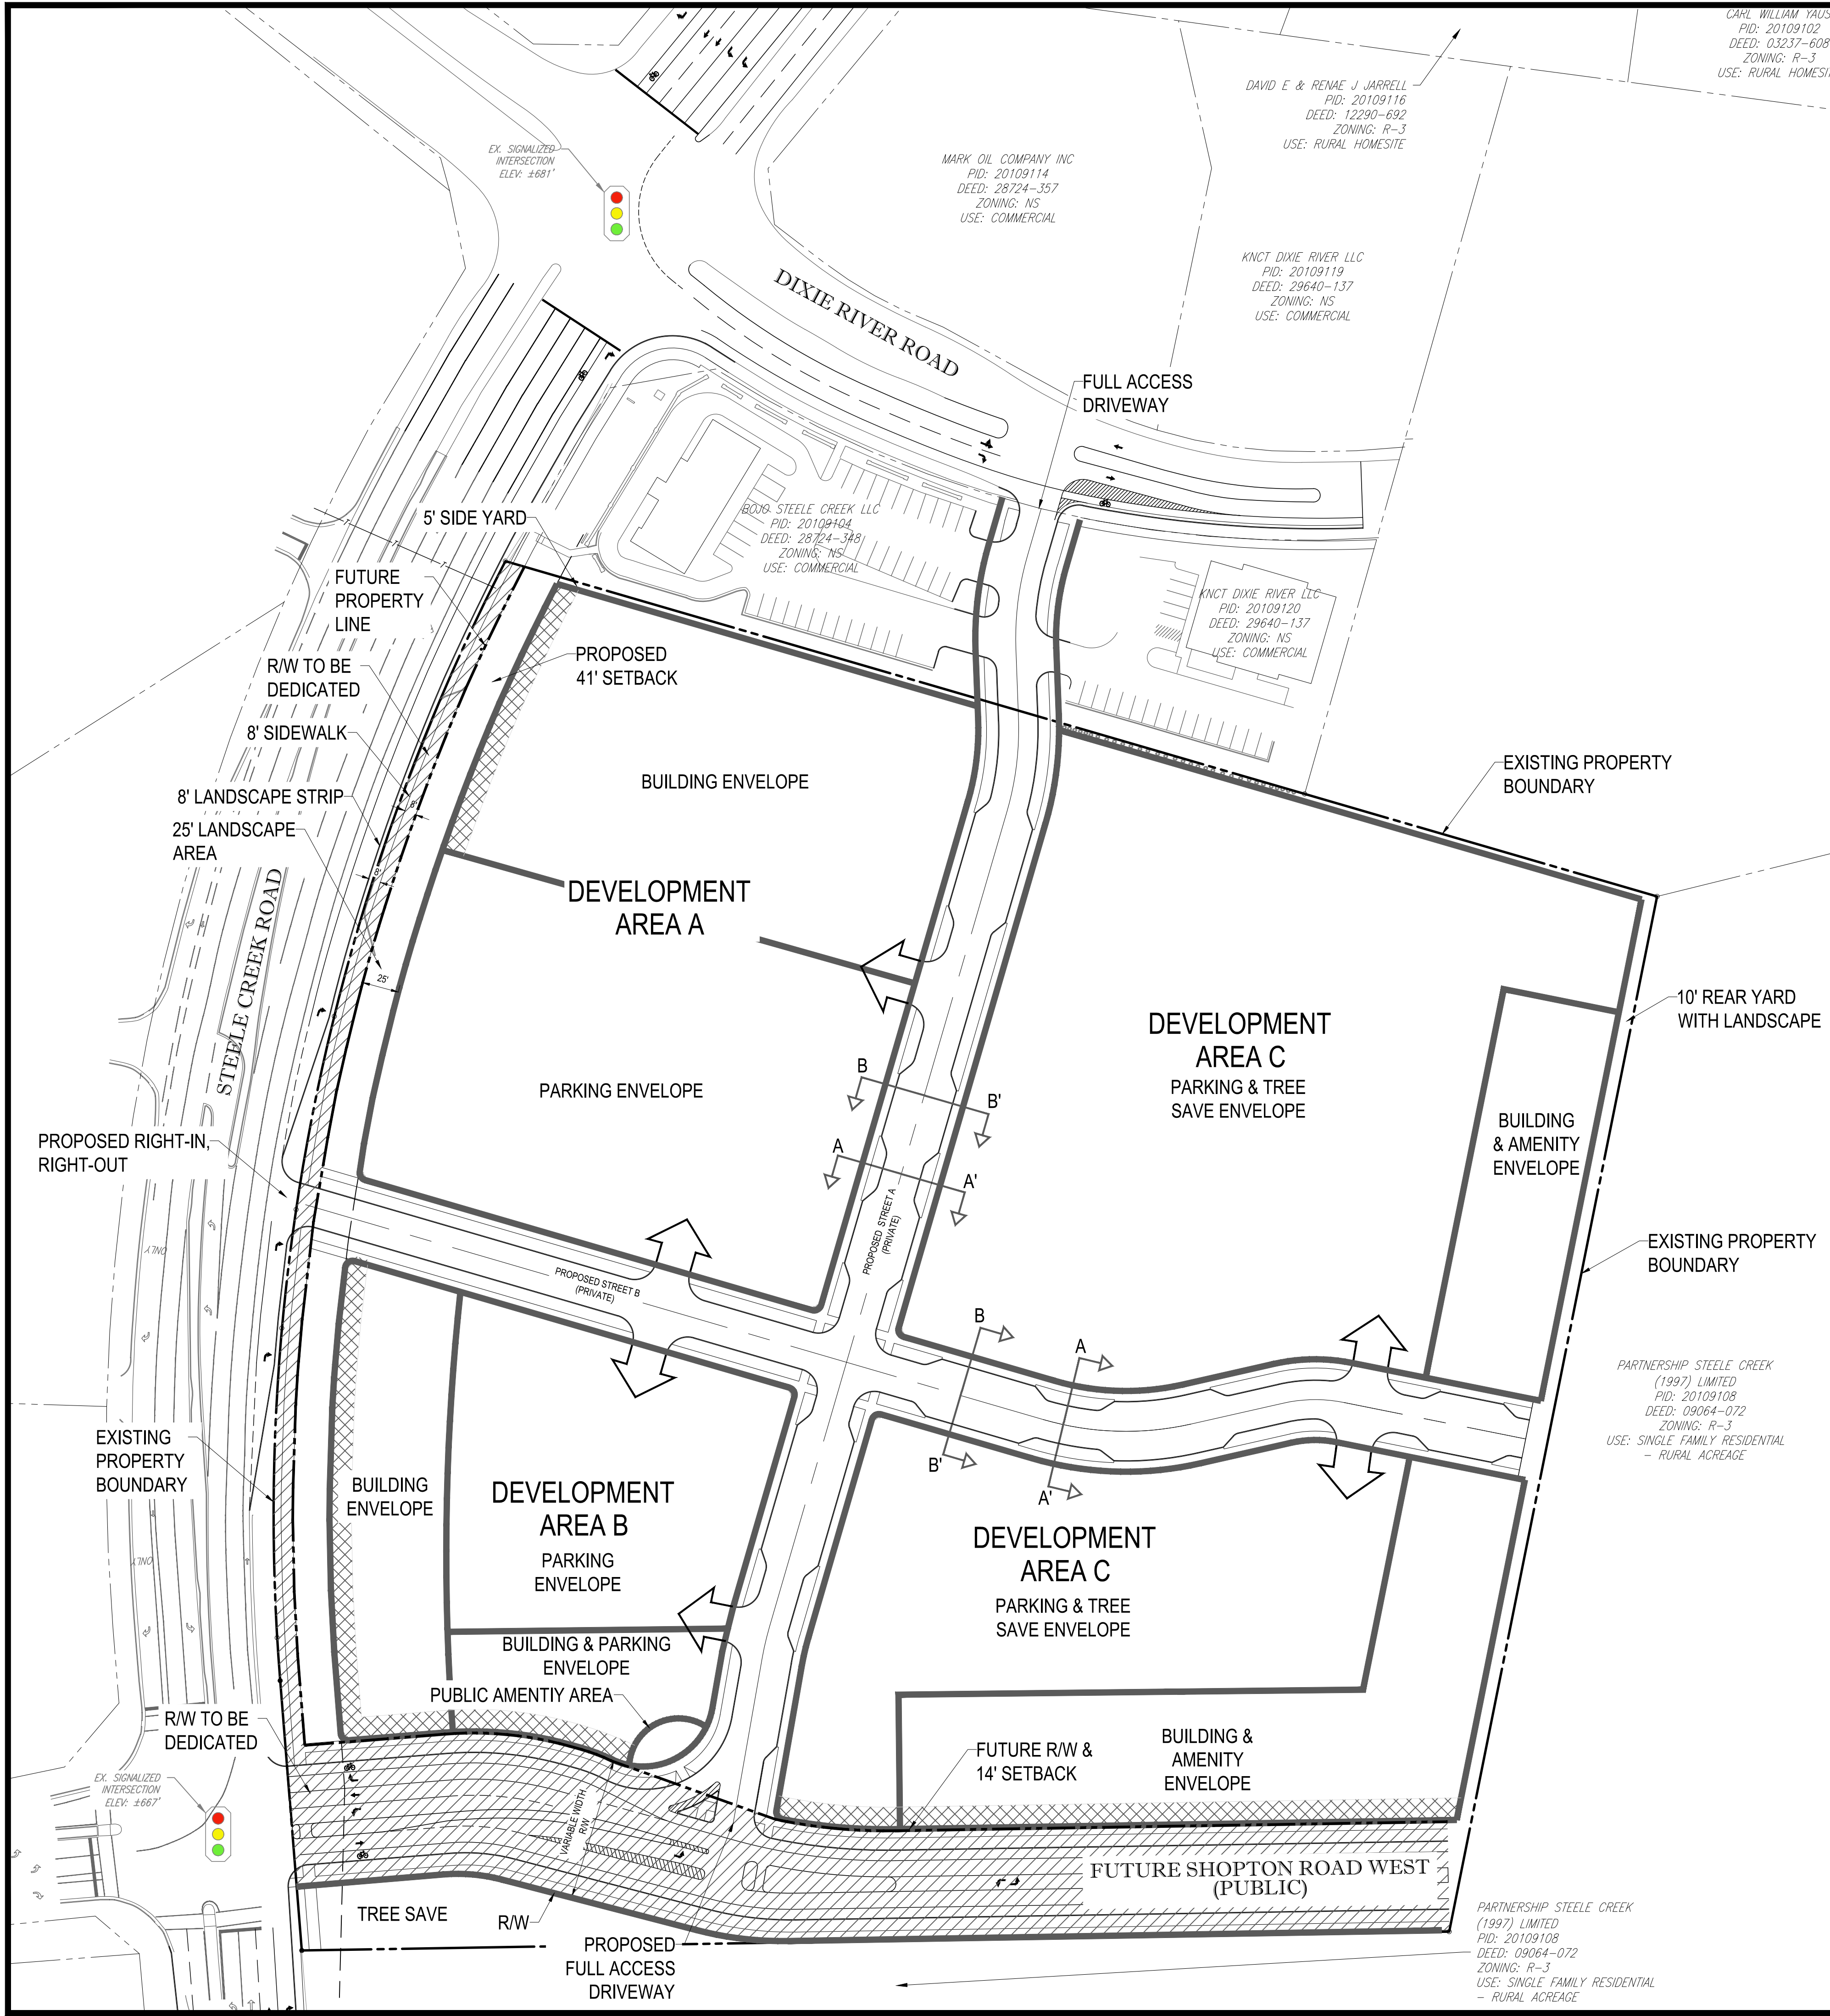 CARL WILLIAM YAUS
PID: 20109102
DEED: 03237-608
ZONING: R-3
USE: RURAL HOMESI
DAVID E & RENAE J JARRELL
PID: 20109116
DEED: 12290-692
ZONING: R-3
USE: RURAL HOMESITE
EX. SIGNALIZED
INTERSECTION
ELEV: ±681'
MARK OIL COMPANY INC
PID: 20109114
DEED: 28724-357
ZONING: NS
USE: COMMERCIAL
KNCT DIXIE RIVER LLC
PID: 20109119
DEED: 29640-137
ZONING: NS
USE: COMMERCIAL
DIXIE RIVER ROAD
FULL ACCESS
DRIVEWAY
5' SIDE YARD
BOJO STEELE CREEK LLC
PID: 20109104
DEED: 28724-348
ZONING: NS
USE: COMMERCIAL
FUTURE
PROPERTY
LINE
KNCT DIXIE RIVER LLC
PID: 20109120
DEED: 29640-137
ZONING: NS
USE: COMMERCIAL
R/W TO BE
DEDICATED
PROPOSED
41' SETBACK
8' SIDEWALK
8' LANDSCAPE STRIP
25' LANDSCAPE
AREA
8'
8'
25'
BUILDING ENVELOPE
EXISTING PROPERTY
BOUNDARY
DEVELOPMENT
AREA A
STEELE CREEK ROAD
10' REAR YARD
WITH LANDSCAPE
DEVELOPMENT
AREA C
PARKING & TREE
SAVE ENVELOPE
PARKING ENVELOPE
B
B'
A
A'
BUILDING
& AMENITY
ENVELOPE
PROPOSED RIGHT-IN,
RIGHT-OUT
PROPOSED STREET A
(PRIVATE)
EXISTING PROPERTY
BOUNDARY
ONLY
PROPOSED STREET B
(PRIVATE)
B
A
B'
A'
PARTNERSHIP STEELE CREEK
(1997) LIMITED
PID: 20109108
DEED: 09064-072
ZONING: R-3
USE: SINGLE FAMILY RESIDENTIAL
- RURAL ACREAGE
EXISTING
PROPERTY
BOUNDARY
BUILDING
ENVELOPE
DEVELOPMENT
AREA B
PARKING
ENVELOPE
ONLY
DEVELOPMENT
AREA C
PARKING & TREE
SAVE ENVELOPE
BUILDING & PARKING
ENVELOPE
PUBLIC AMENTIY AREA
R/W TO BE
DEDICATED
FUTURE R/W &
14' SETBACK
BUILDING &
AMENITY
ENVELOPE
EX. SIGNALIZED
INTERSECTION
ELEV: ±667'
VARIABLE WIDTH
R/W
FUTURE SHOPTON ROAD WEST
(PUBLIC)
TREE SAVE
R/W
PROPOSED
FULL ACCESS
DRIVEWAY
PARTNERSHIP STEELE CREEK
(1997) LIMITED
PID: 20109108
DEED: 09064-072
ZONING: R-3
USE: SINGLE FAMILY RESIDENTIAL
- RURAL ACREAGE